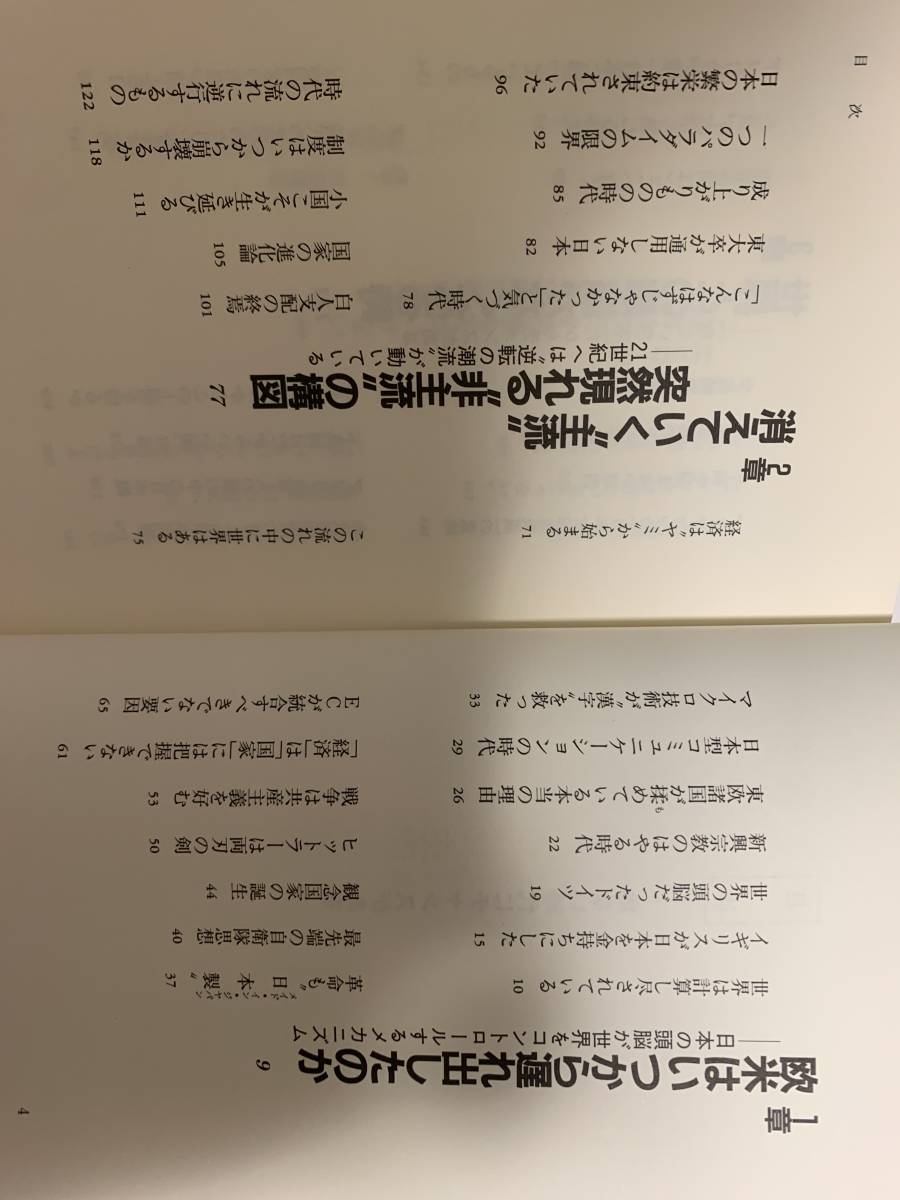 1章
欧米はいつから遅れ出したのか 9
――日本の頭脳が世界をコントロールするメカニズム
世界は計算し尽されている 10
イギリスが日本を金持ちにした 15
世界の頭脳だったドイツ 19
新興宗教のはやる時代 22
東欧諸国が揉めている本当の理由 26
も
日本型コミュニケーションの時代 29
マイクロ技術が“漢字”を救った 33
革命も“日本製” 37
メイド・イン・ジャパン
最先端の自衛隊思想 40
観念国家の誕生 44
ヒットラーは両刃の剣 50
戦争は共産主義を好む 53
「経済」は「国家」には把握できない 61
ECが統合すべきでない要因 65
4
経済は“ヤミ”から始まる 71
この流れの中に世界はある 75
2章
消えていく“主流”
突然現れる“非主流”の構図 77
――21世紀へは“逆転の潮流”が動いている
「こんなはずじゃなかった」と気づく時代 78
東大卒が通用しない日本 82
成り上がりものの時代 85
一つのパラダイムの限界 92
日本の繁栄は約束されていた 96
白人支配の終焉 101
国家の進化論 105
小国こそが生き延びる 111
制度はいつから崩壊するか 118
時代の流れに逆行するもの 122
目次